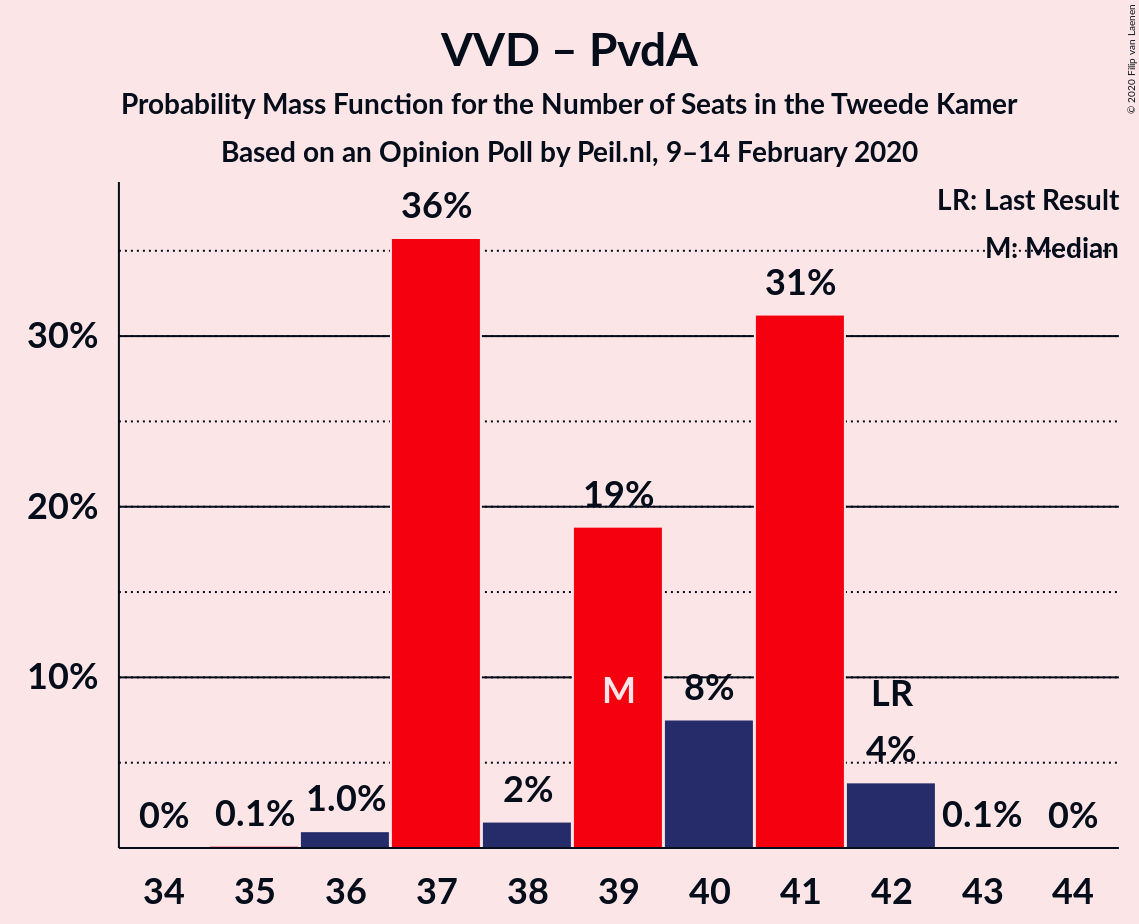 VVD – PvdA
Probability Mass Function for the Number of Seats in the Tweede Kamer
Based on an Opinion Poll by Peil.nl, 9–14 February 2020
© 2020 Filip van Laenen
LR: Last Result
M: Median
36%
31%
30%
19%
20%
10%
M
8%
LR
4%
2%
1.0%
0%
0.1%
0.1%
0%
34 35 36 37 38 39 40 41 42 43 44